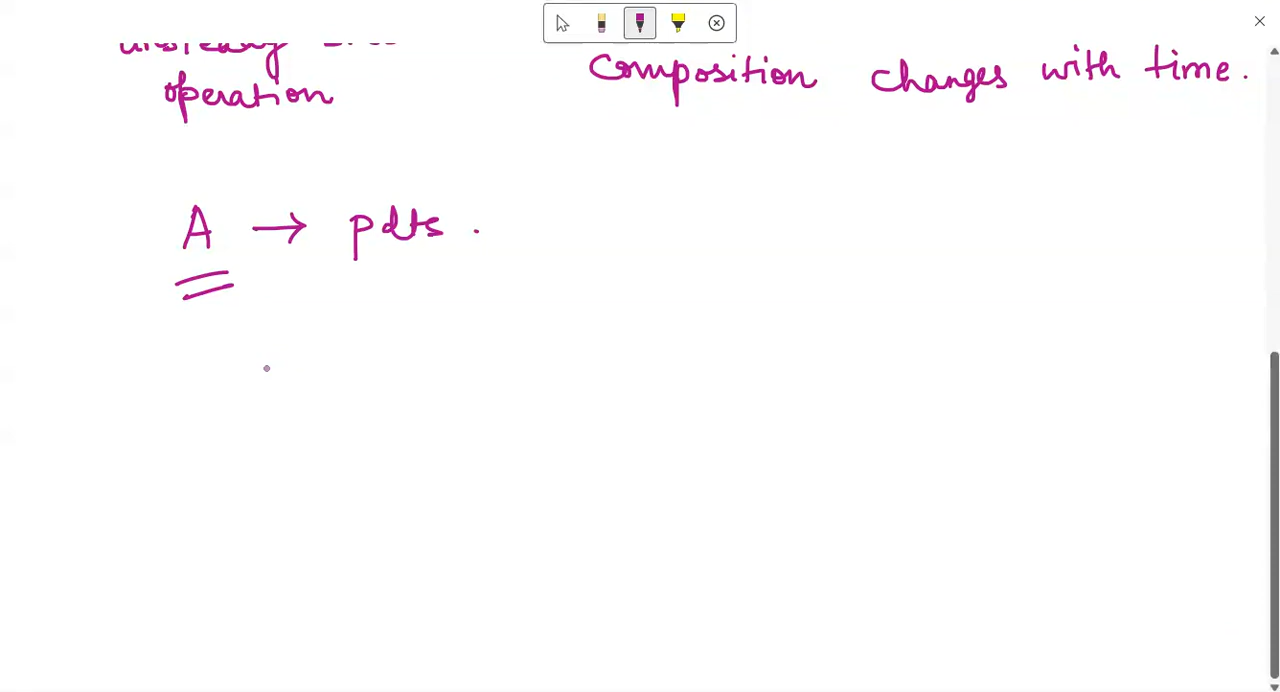 operation
Composition changes with time.
A → pdts.